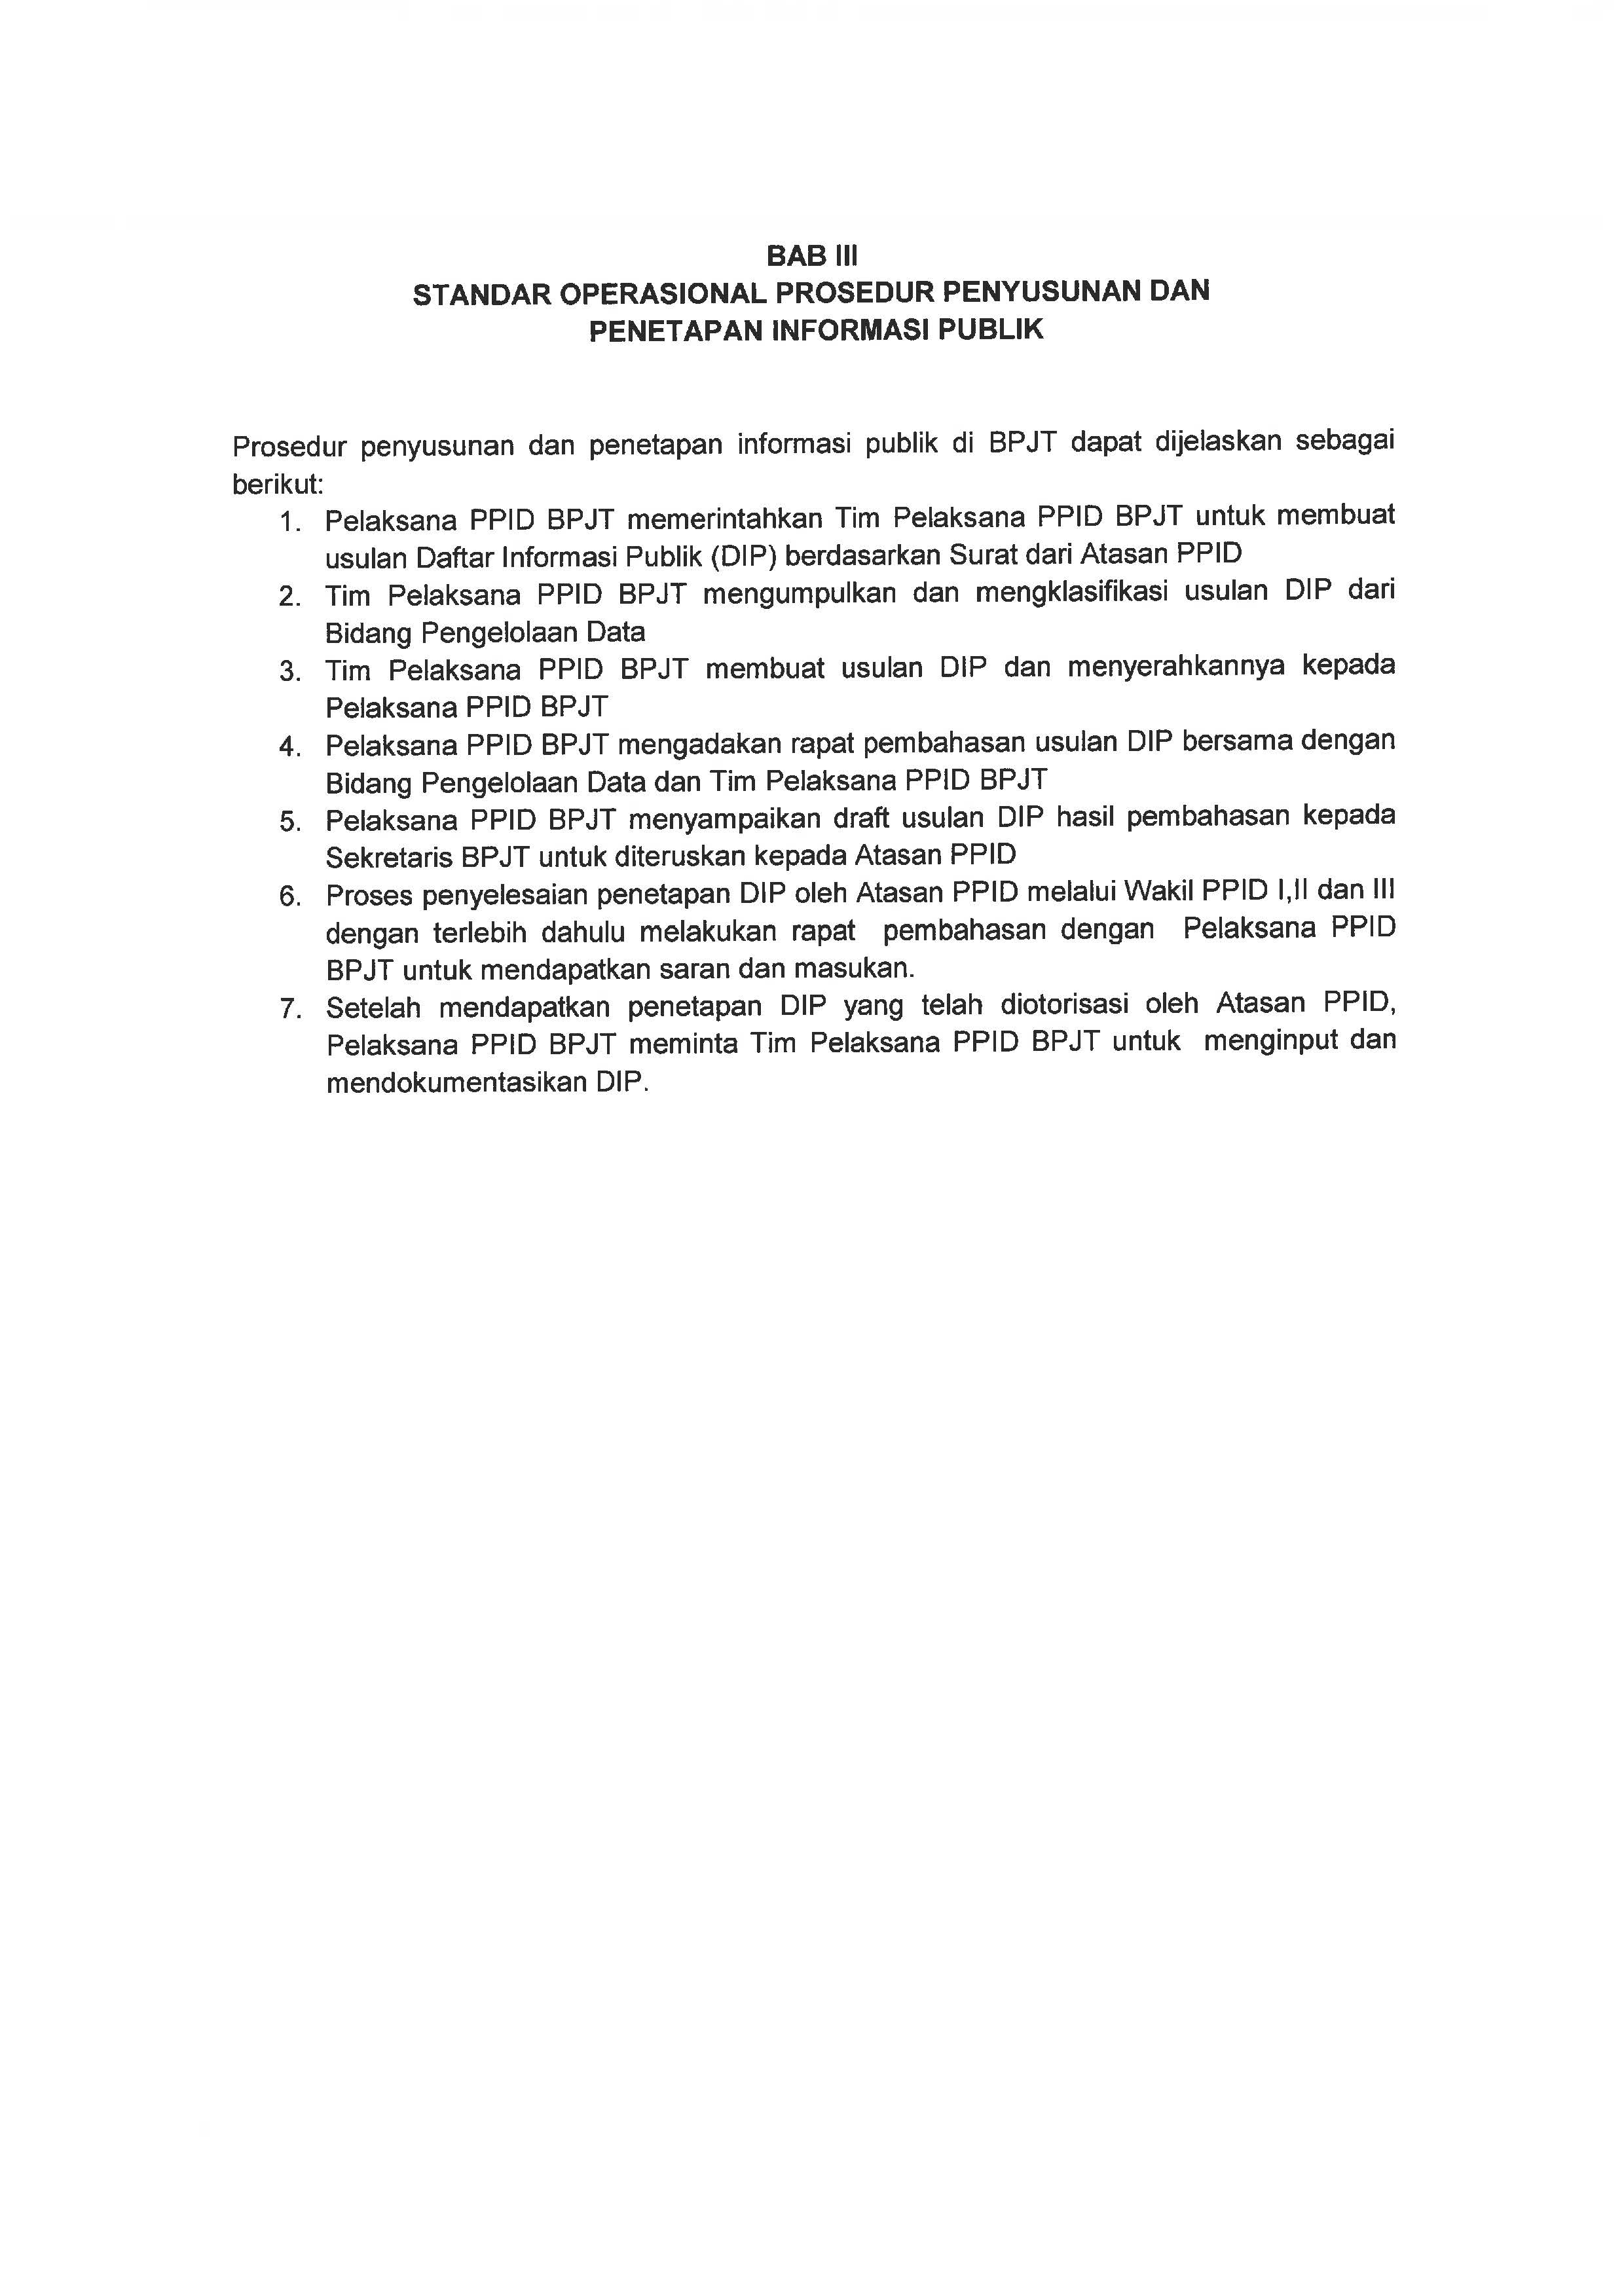 BAB III
STANDAR OPERASIONAL PROSEDUR PENYUSUNAN DAN
PENETAPAN INFORMASI PUBLIK
Prosedur penyusunan dan penetapan informasi publik di BPJT dapat dijelaskan sebagai
berikut:
1. Pelaksana PPID BPJT memerintahkan Tim Pelaksana PPID BPJT untuk membuat
usulan Daftar Informasi Publik (DIP) berdasarkan Surat dari Atasan PPID
2. Tim Pelaksana PPID BPJT mengumpulkan dan mengklasifikasi usulan DIP dari
Bidang Pengelolaan Data
3. Tim Pelaksana PPID BPJT membuat usulan DIP dan menyerahkannya kepada
Pelaksana PPID BPJT
4. Pelaksana PPID BPJT mengadakan rapat pembahasan usulan DIP bersama dengan
Bidang Pengelolaan Data dan Tim Pelaksana PPID BPJT
5. Pelaksana PPID BPJT menyampaikan draft usulan DIP hasil pembahasan kepada
Sekretaris BPJT untuk diteruskan kepada Atasan PPID
6. Proses penyelesaian penetapan DIP oleh Atasan PPID melalui Wakil PPID I,II dan III
dengan terlebih dahulu melakukan rapat pembahasan dengan Pelaksana PPID
BPJT untuk mendapatkan saran dan masukan.
7. Setelah mendapatkan penetapan DIP yang telah diotorisasi oleh Atasan PPID,
Pelaksana PPID BPJT meminta Tim Pelaksana PPID BPJT untuk menginput dan
mendokumentasikan DIP.